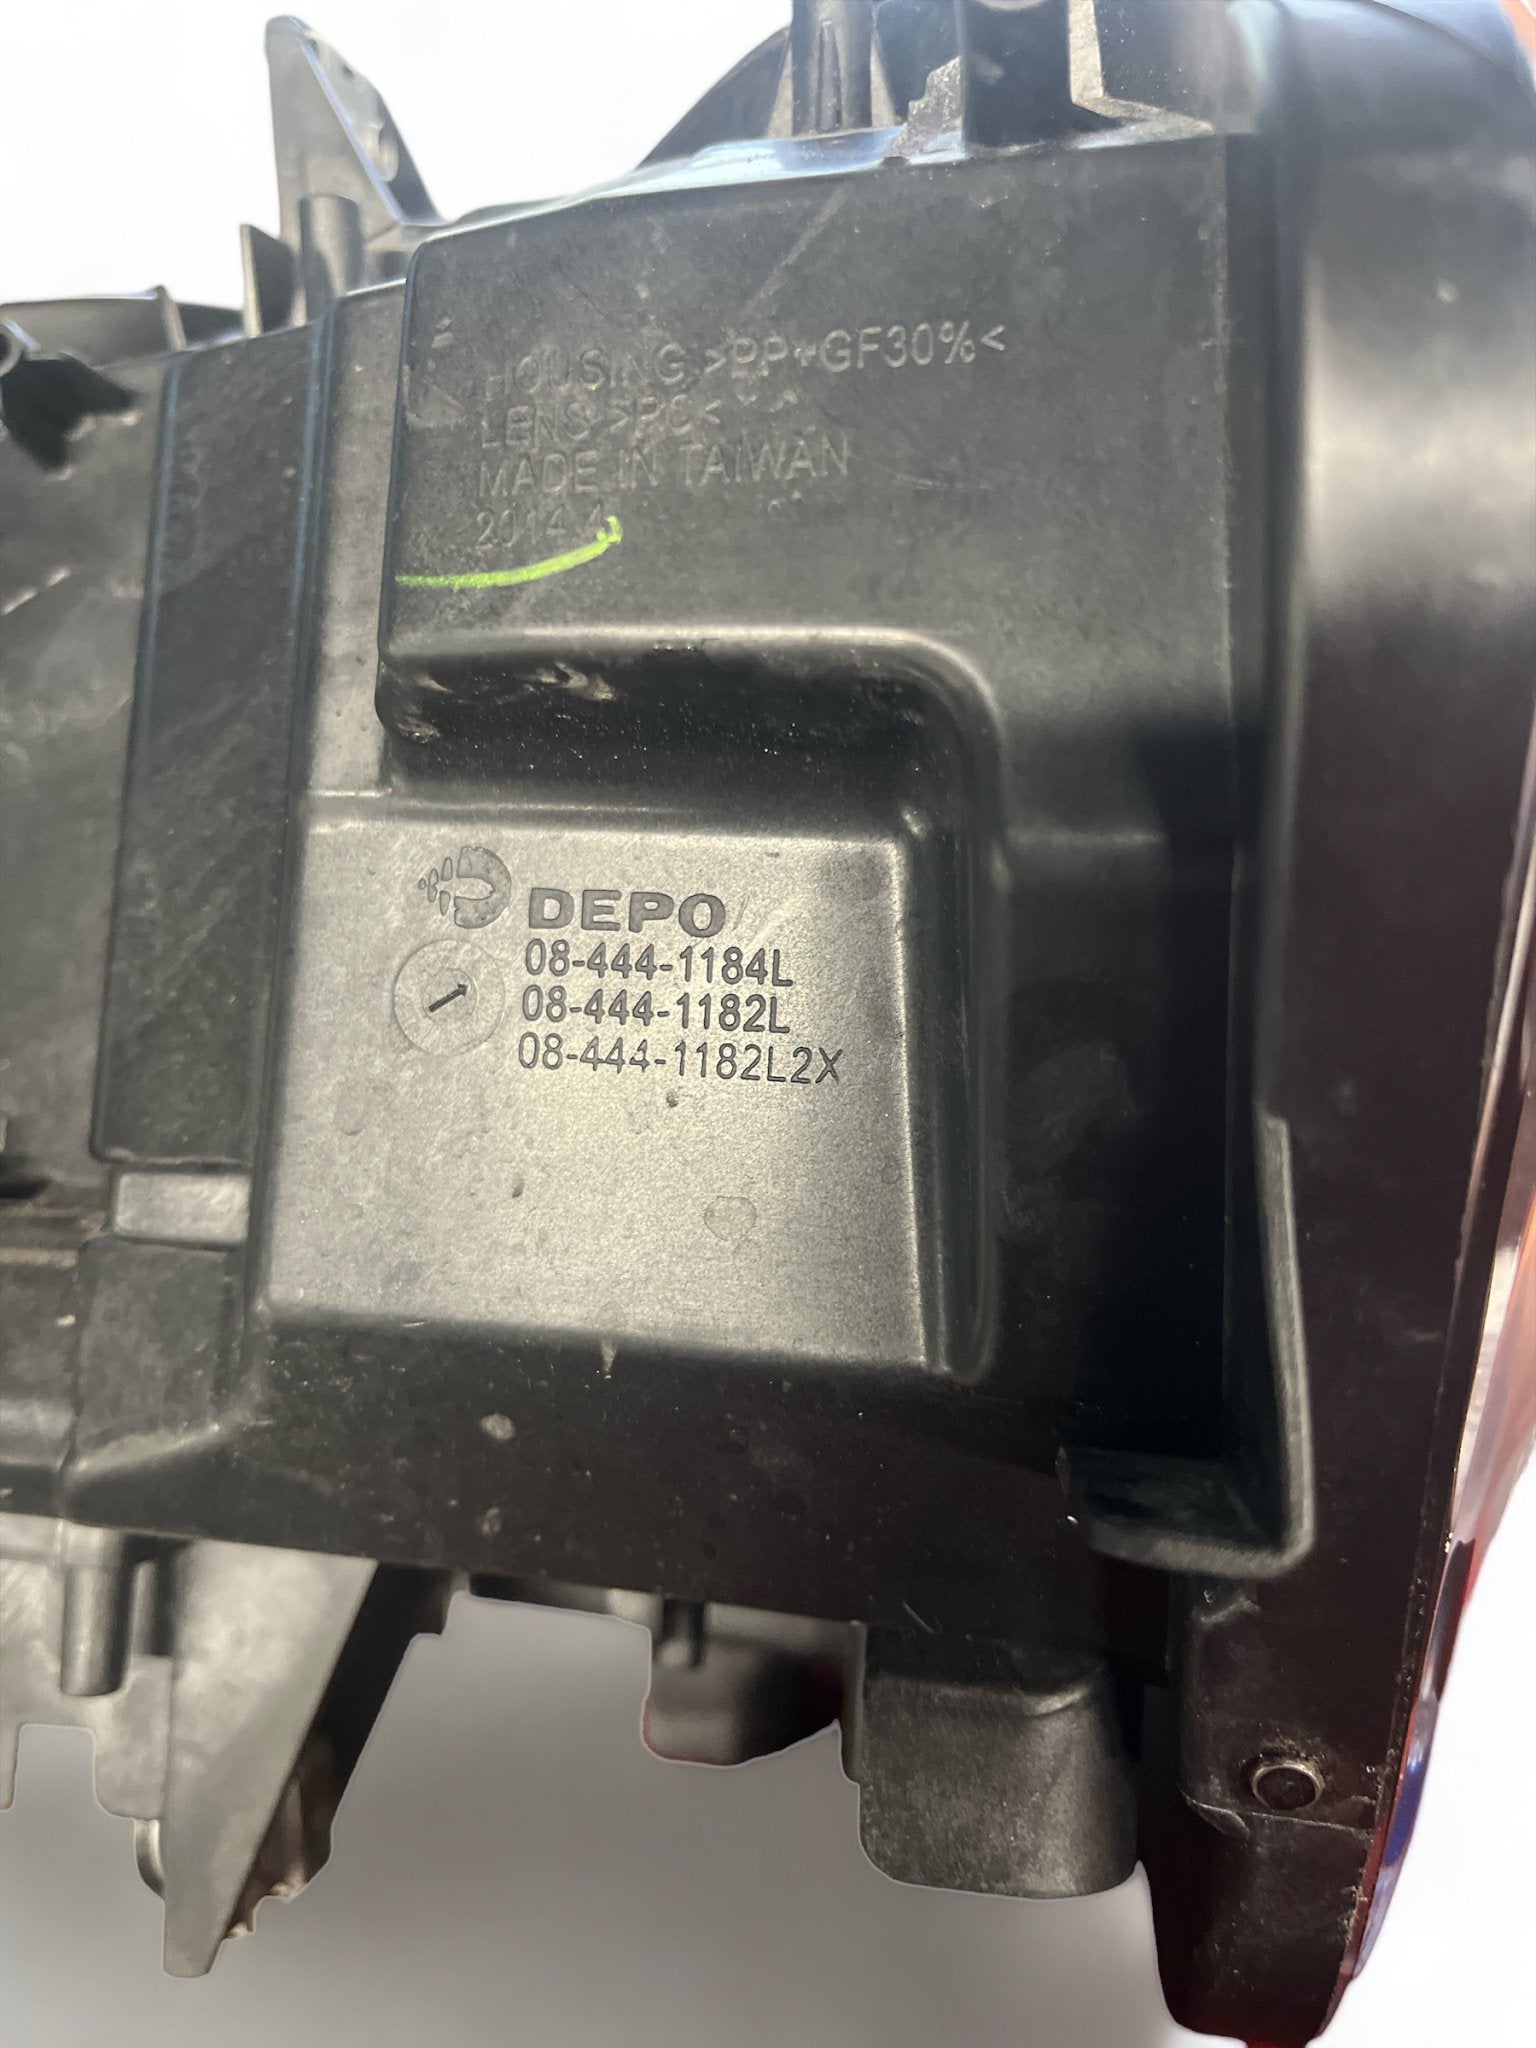 HOUSING >PP+GF30%<
LENS >PC<
MADE IN TAIWAN
2014.4
DEPO
08-444-1184L
08-444-1182L
08-444-1182L2X